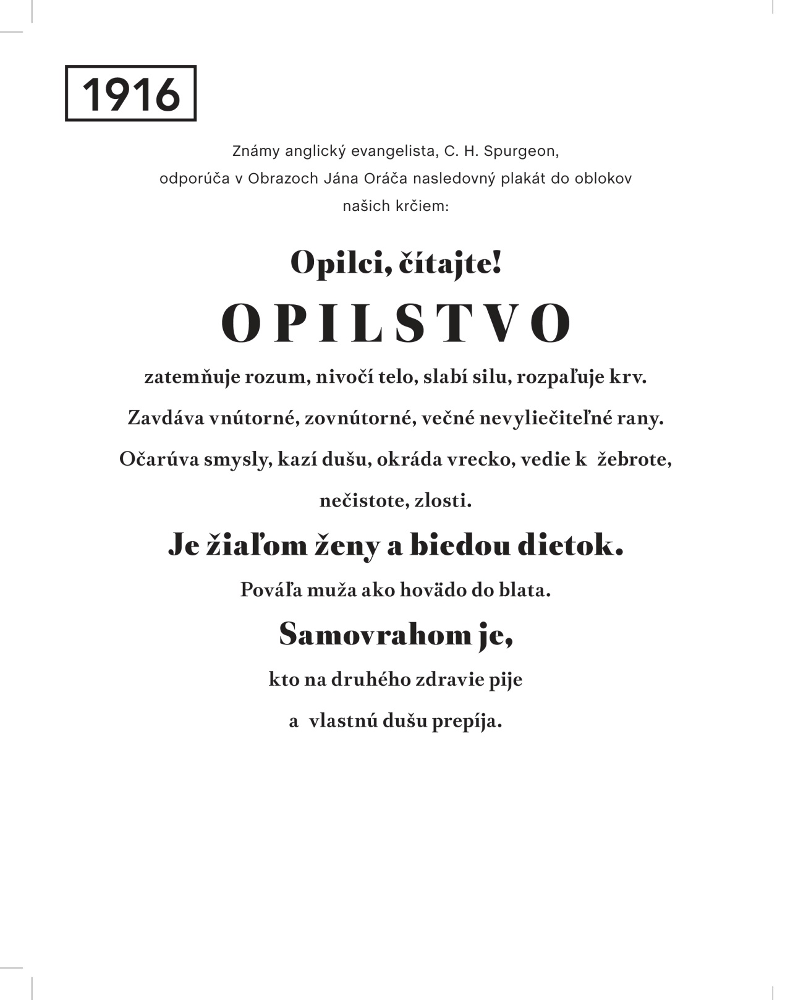 1916
Známy anglický evangelista, C. H. Spurgeon,
odporúča v Obrazoch Jána Oráča nasledovný plakát do oblokov
našich krčiem:
Opilci, čítajte!
OPILSTVO
zatemňuje rozum, nivočí telo, slabí silu, rozpaľuje krv.
Zavdáva vnútorné, zovnútorné, večné nevyliečiteľné rany.
Očarúva smysly, kazí dušu, okráda vrecko, vedie k žebrote,
nečistote, zlosti.
Je žiaľom ženy a biedou dietok.
Pováľa muža ako hovädo do blata.
Samovrahom je,
kto na druhého zdravie pije
a vlastnú dušu prepíja.